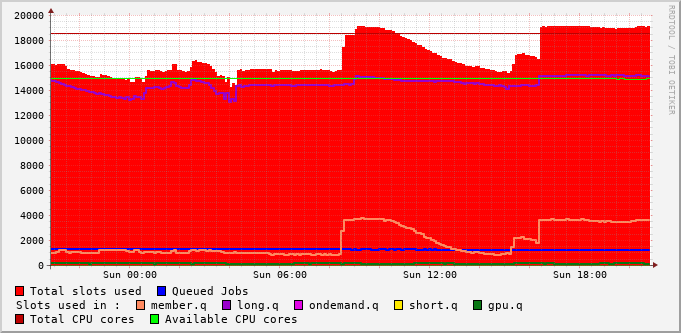 20000
18000
16000
14000
12000
10000
8000
6000
4000
2000
0
Sun 00:00 Sun 06:00 Sun 12:00 Sun 18:00
RRDTOOL / TOBI OETIKER
Total slots used Queued Jobs
Slots used in : member.q long.q ondemand.q short.q gpu.q
Total CPU cores Available CPU cores